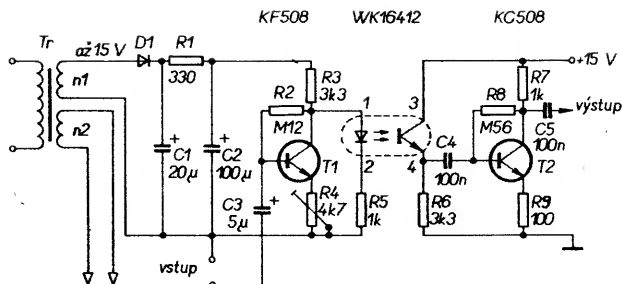 KF508 WK16412 KC508
Tr
až 15 V
D1
R1
330
n1
n2
C1
20µ
C2
100µ
R2
M12
R3
3k3
T1
C3
5µ
R4
4k7
vstup
1
2
R5
1k
3
4
C4
100n
R6
3k3
R8
M56
R7
1k
+15 V
C5
100n
výstup
T2
R9
100